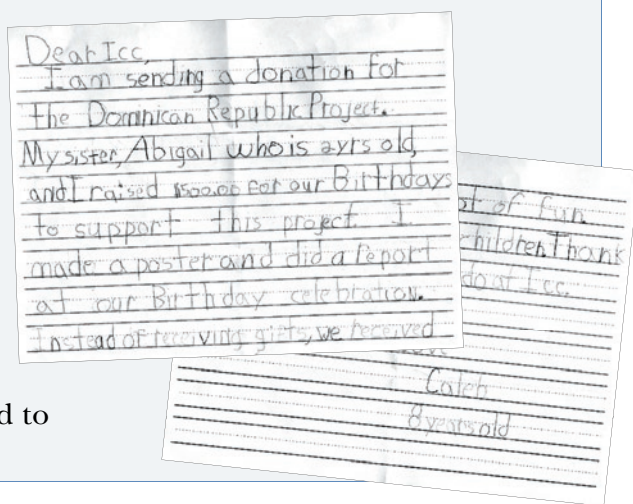 Dear Icc,
I am sending a donation for
the Dominican Republic Project.
My sister, Abigail who is 2yrs old,
and I raised $500.00 for our Birthdays
to support this project. I
made a poster and did a report
at our Birthday celebration.
Instead of receiving gifts, we received
of fun
children. Thank
do at Icc.
Caleb
8 years old
d to